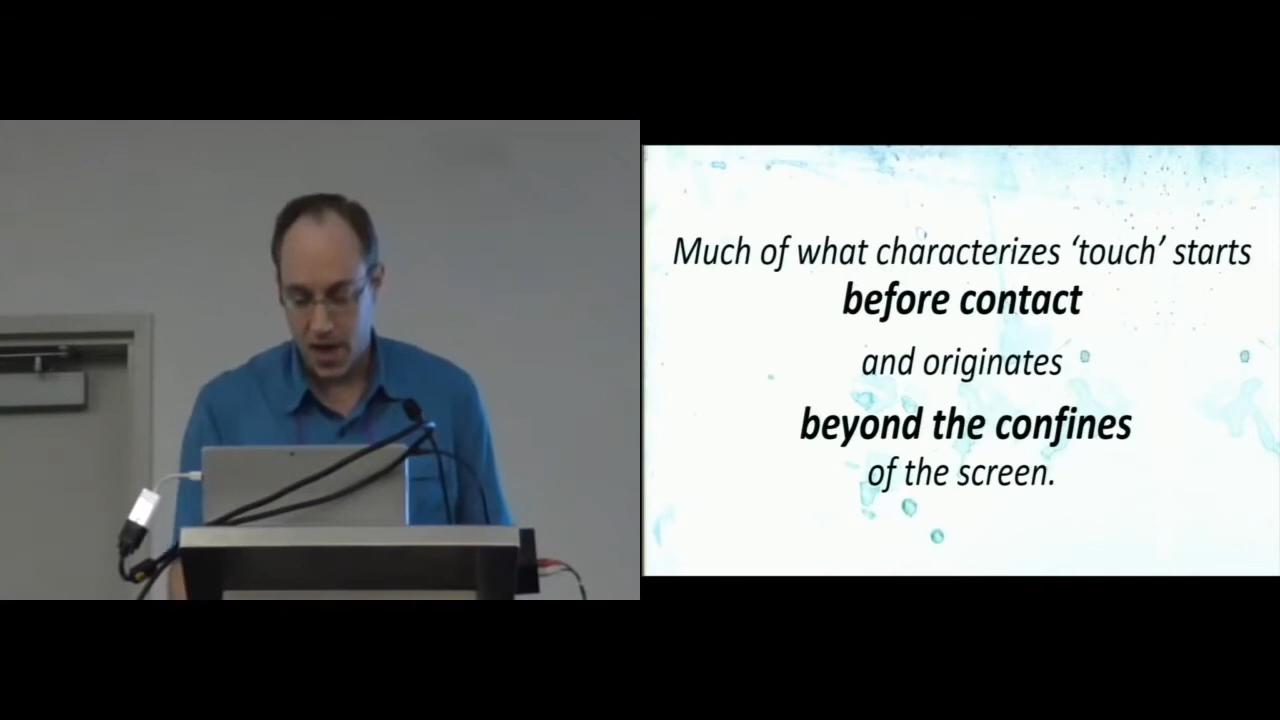 Much of what characterizes ‘touch’ starts
before contact
and originates
beyond the confines
of the screen.